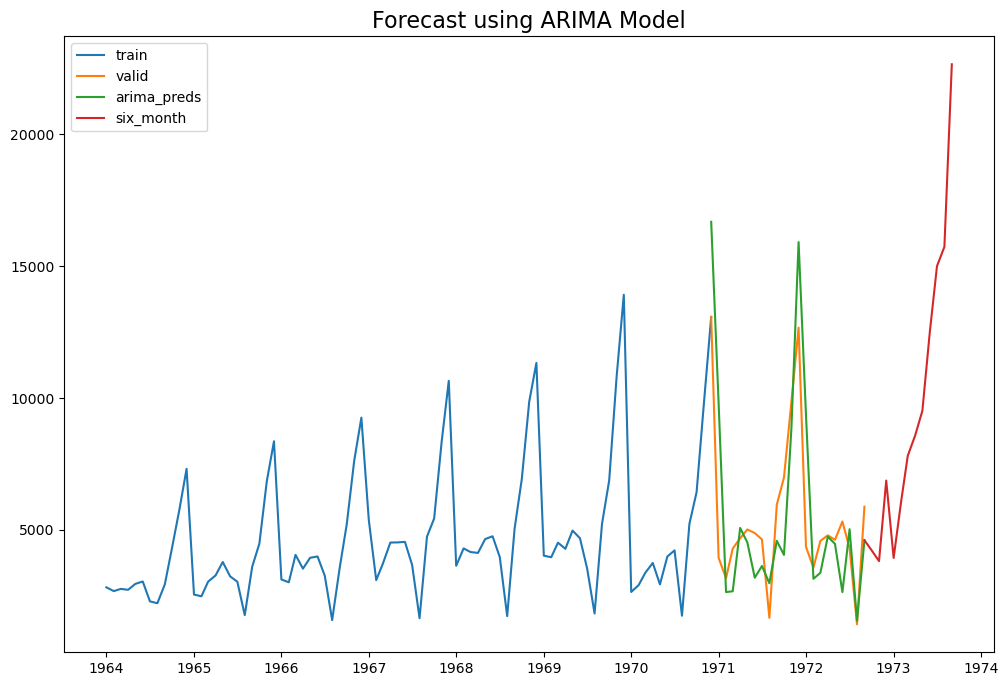 Forecast using ARIMA Model
train
valid
arima_preds
six_month
20000
15000
10000
5000
1964 1965 1966 1967 1968 1969 1970 1971 1972 1973 1974